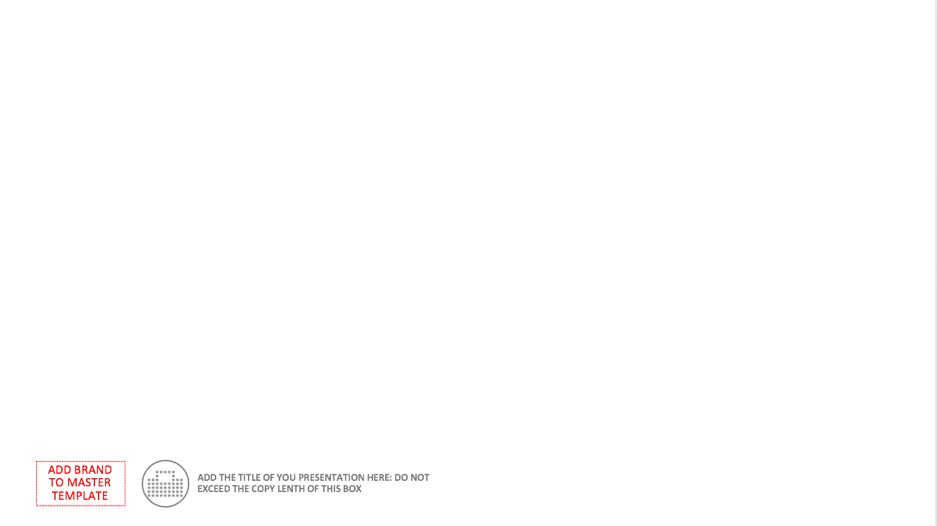 ADD BRAND
TO MASTER
TEMPLATE
ADD THE TITLE OF YOU PRESENTATION HERE: DO NOT
EXCEED THE COPY LENTH OF THIS BOX